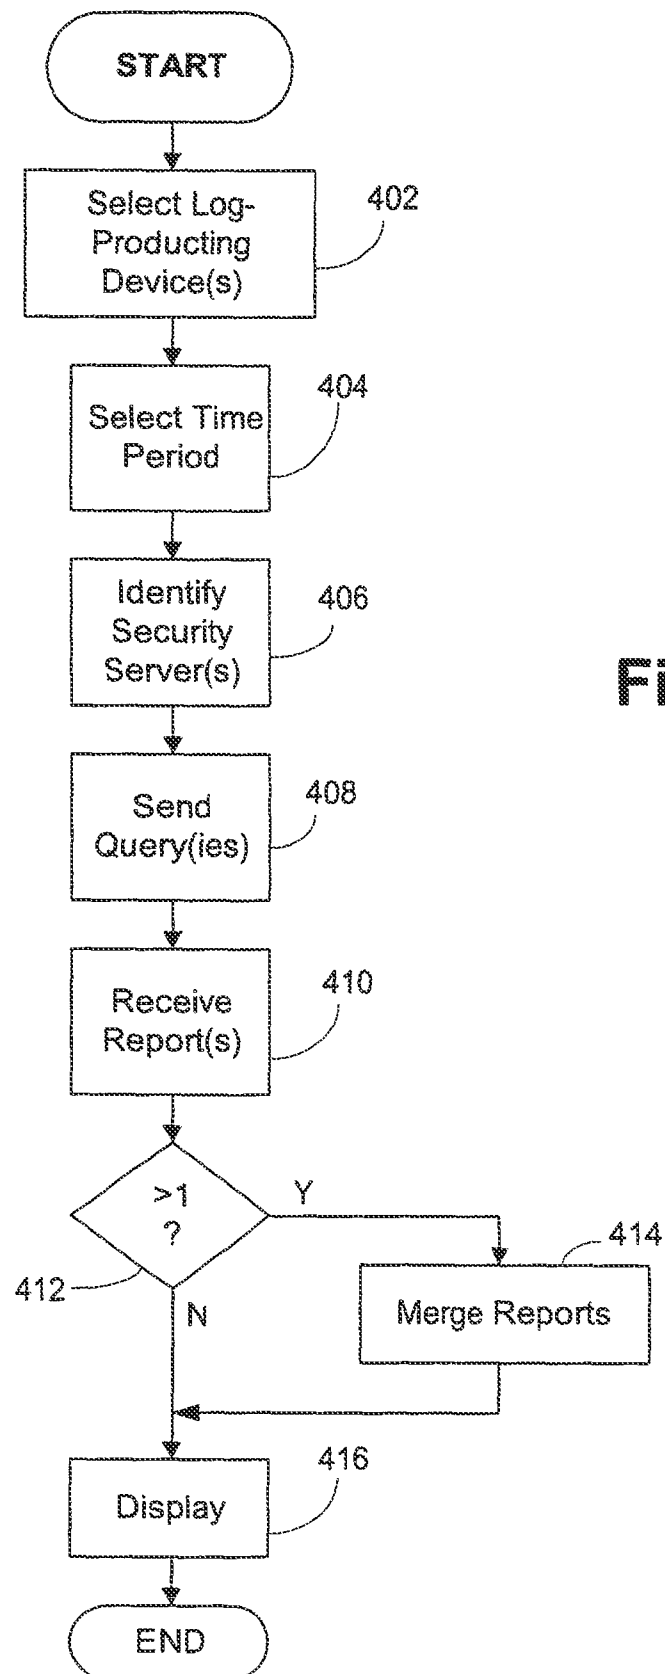 START
Select Log-
Producting
Device(s)
402
Select Time
Period
404
Identify
Security
Server(s)
406
Fi
Send
Query(ies)
408
Receive
Report(s)
410
>1
?
Y
412
N
414
Merge Reports
416
Display
END